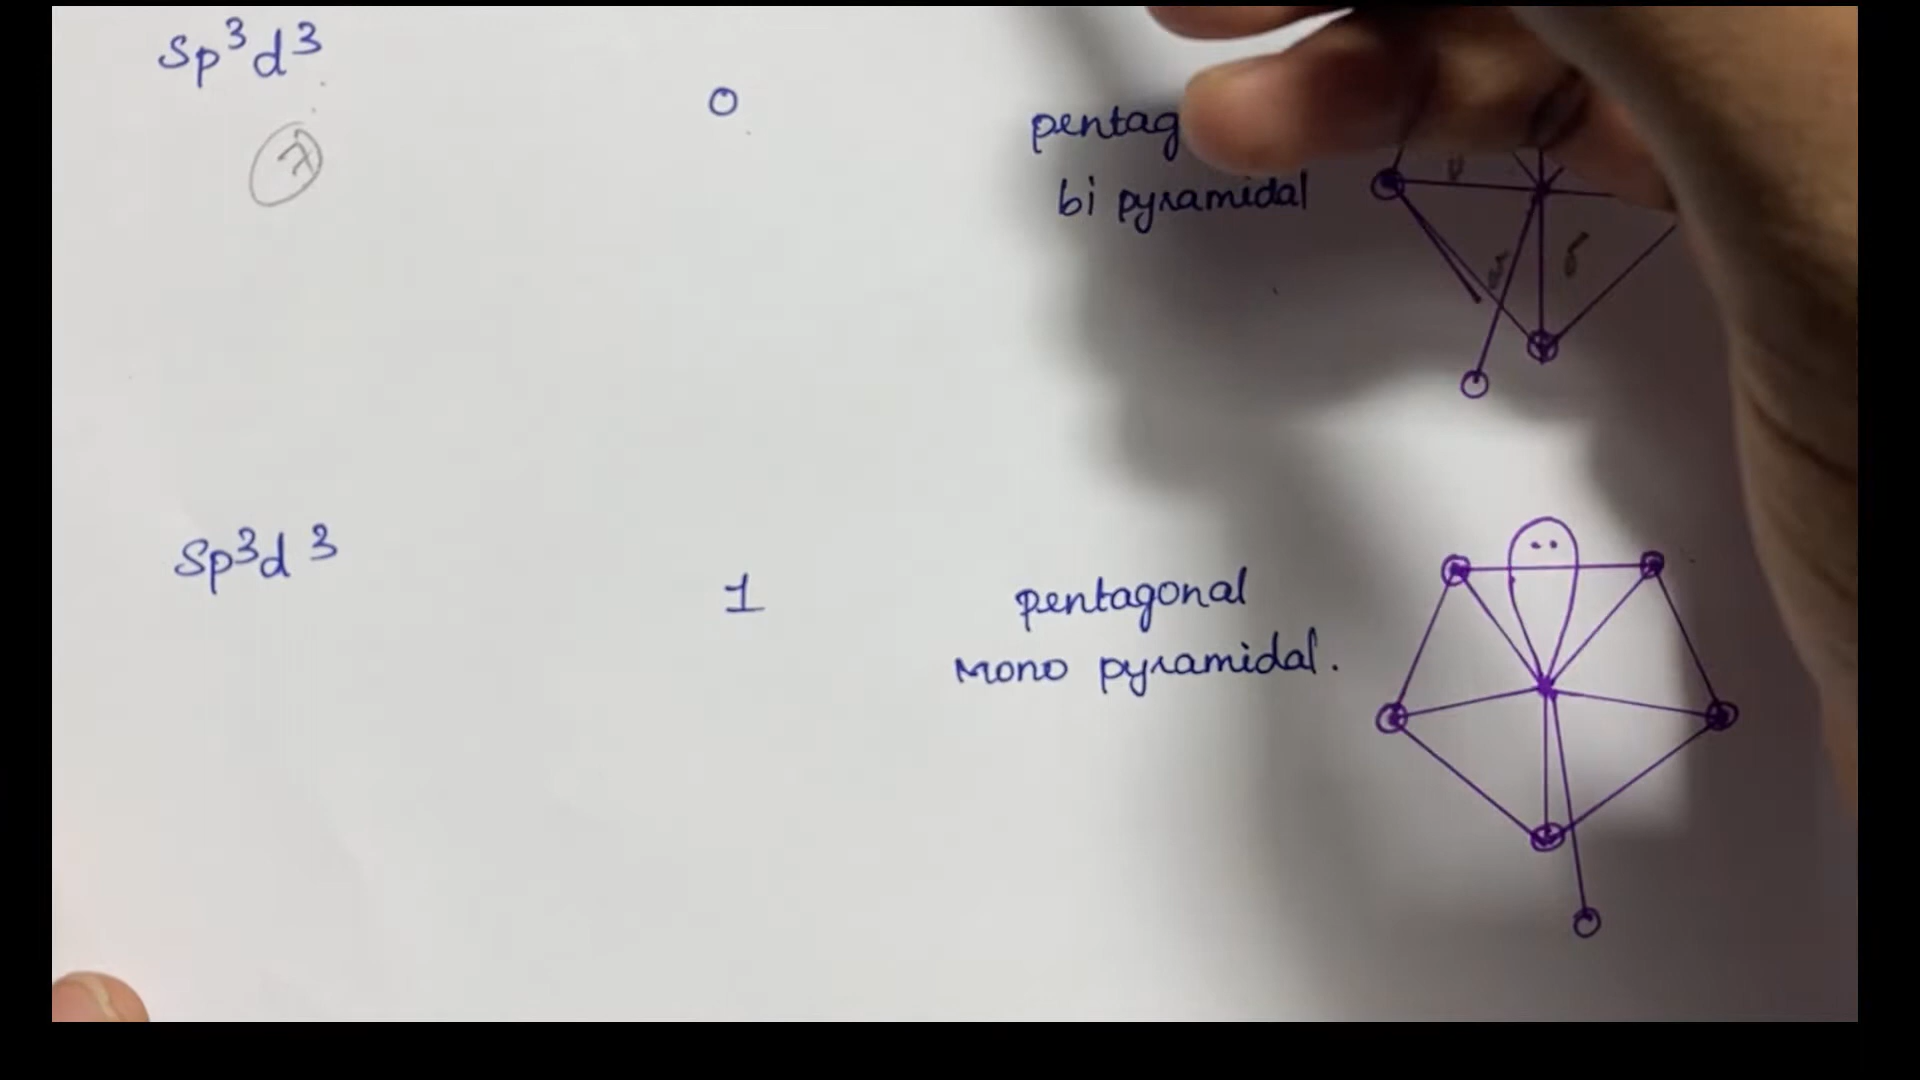 sp³d³
7
0
pentag
bi pyramidal
sp³d³
1
pentagonal
mono pyramidal.